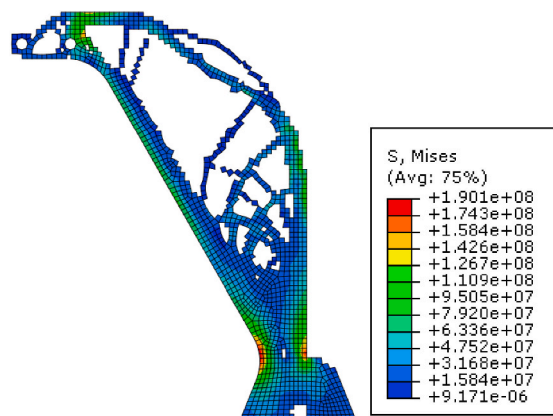 S, Mises
(Avg: 75%)
+1.901e+08
+1.743e+08
+1.584e+08
+1.426e+08
+1.267e+08
+1.109e+08
+9.505e+07
+7.920e+07
+6.336e+07
+4.752e+07
+3.168e+07
+1.584e+07
+9.171e-06